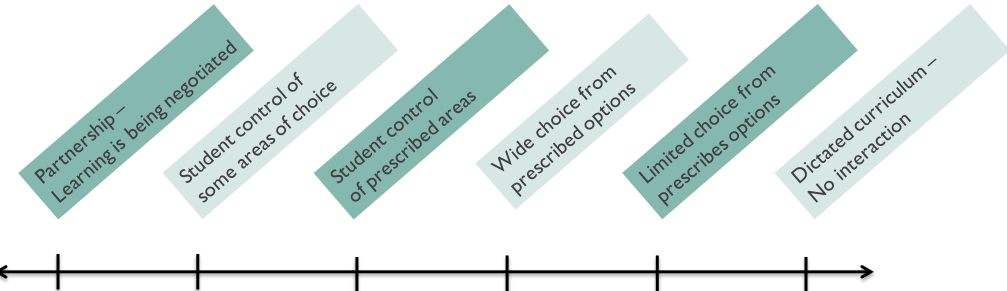 Partnership –
Learning is being negotiated
Student control of
some areas of choice
Student control
of prescribed areas
Wide choice from
prescribed options
Limited choice from
prescribes options
Dictated curriculum –
No interaction